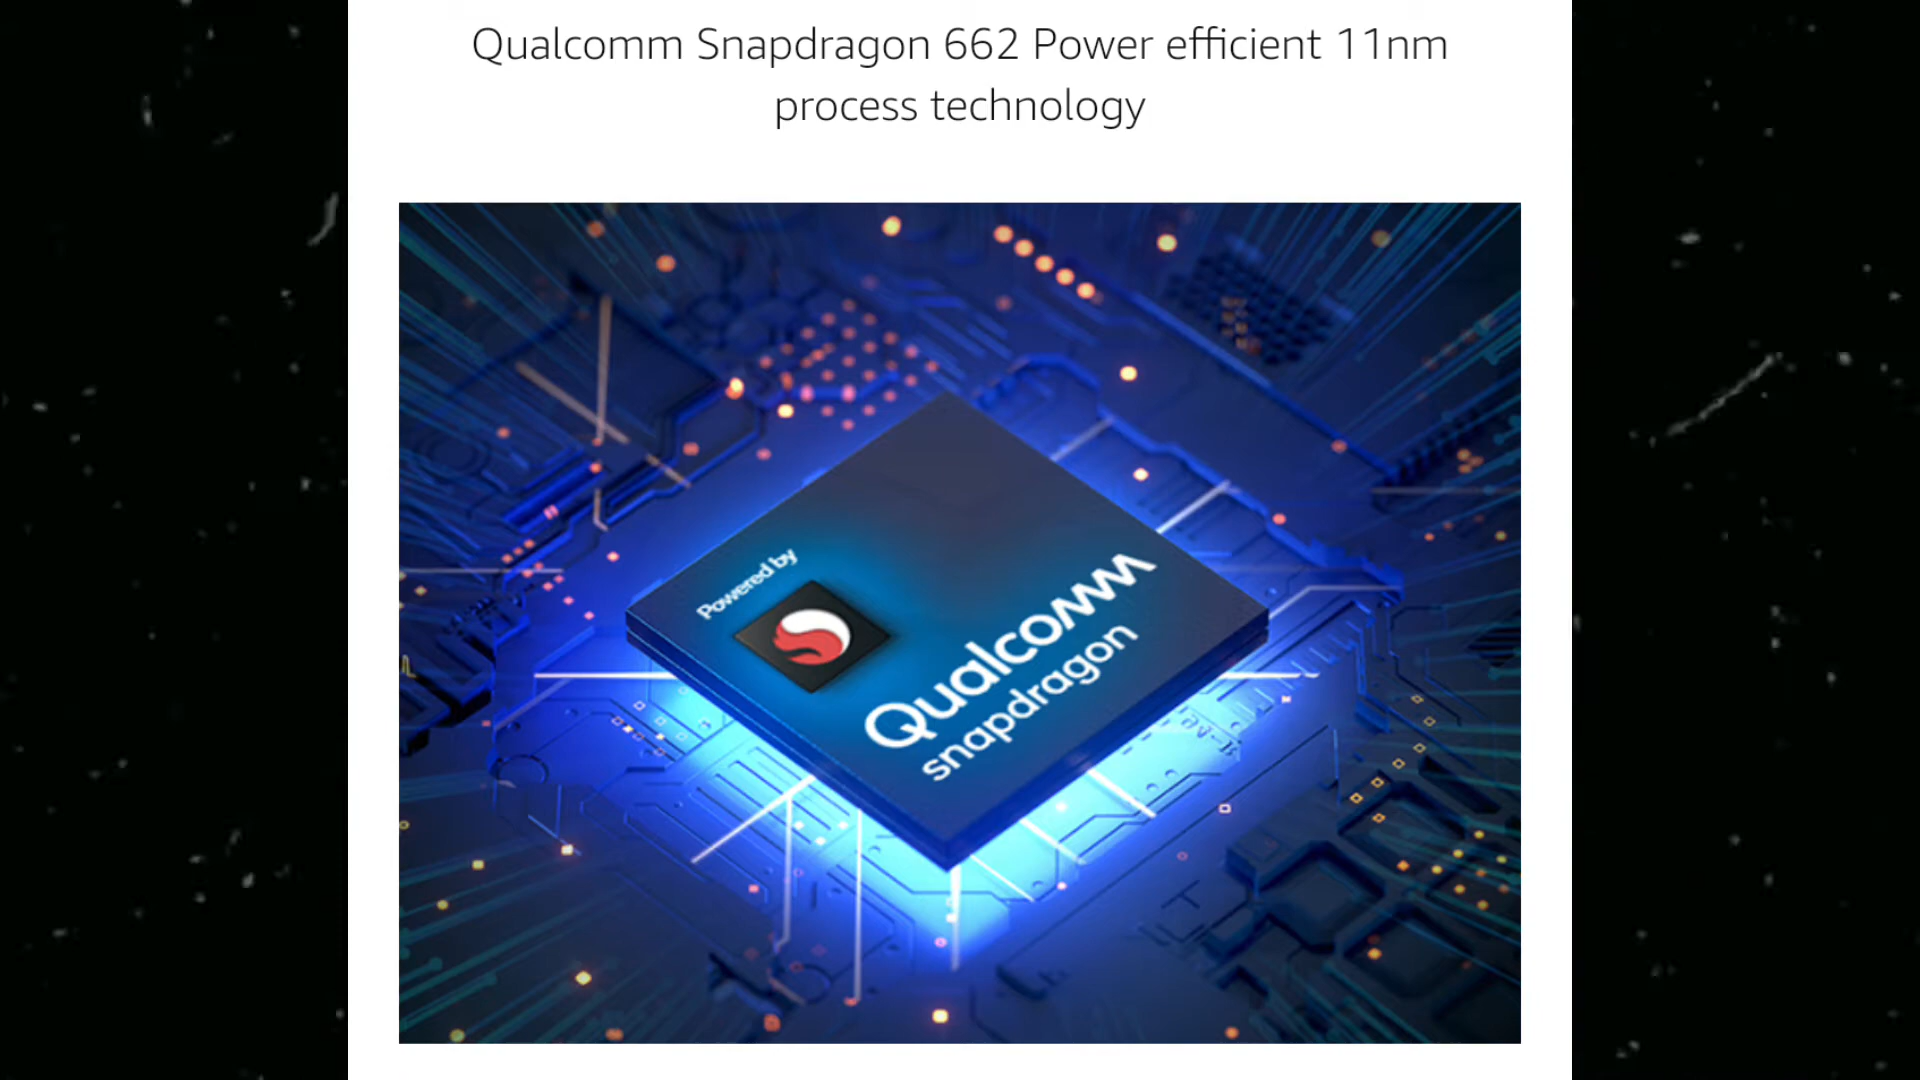 Qualcomm Snapdragon 662 Power efficient 11nm
process technology
Powered by
Qualcomm
snapdragon